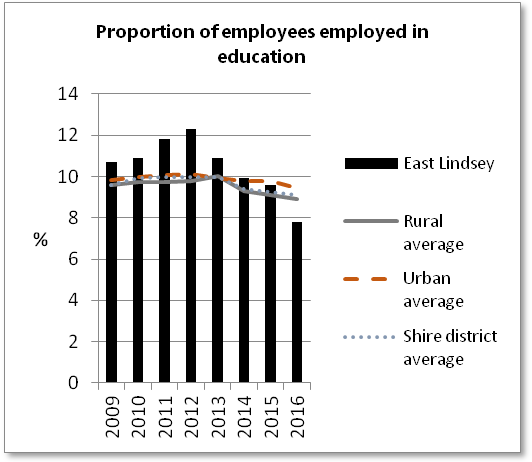 Proportion of employees employed in
education
14
12
10
8
6
4
2
0
%
2009
2010
2011
2012
2013
2014
2015
2016
East Lindsey
Rural
average
Urban
average
Shire district
average